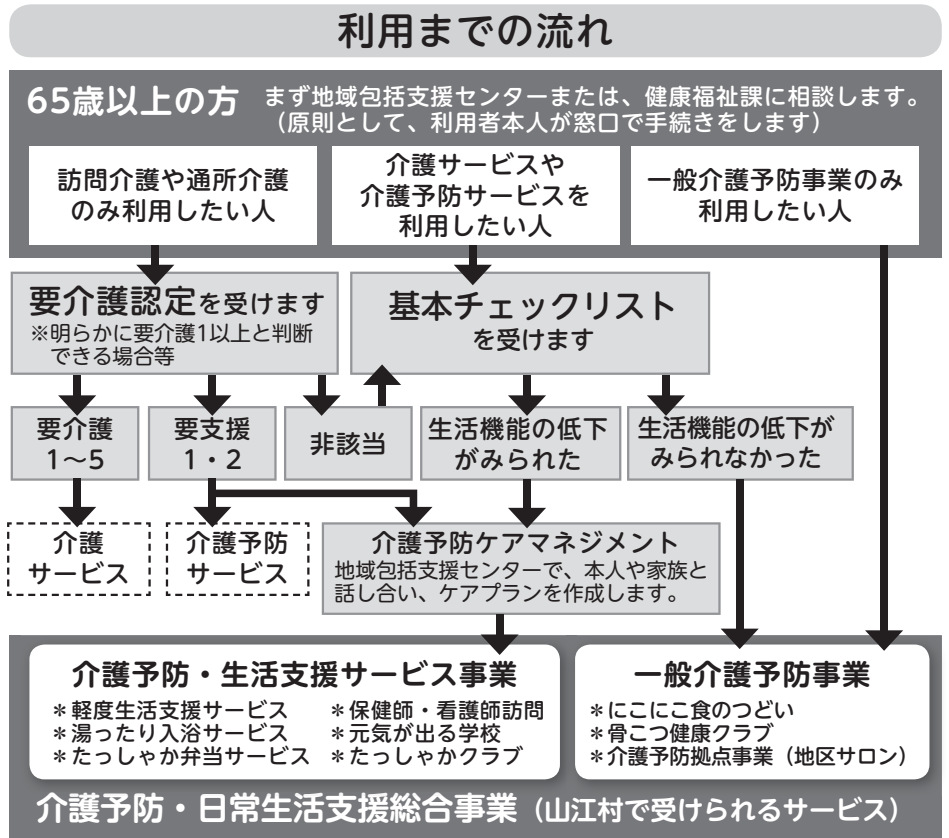 利用までの流れ
65歳以上の方
まず地域包括支援センターまたは、健康福祉課に相談します。
（原則として、利用者本人が窓口で手続きをします）
訪問介護や通所介護
のみ利用したい人
介護サービスや
介護予防サービスを
利用したい人
一般介護予防事業のみ
利用したい人
要介護認定を受けます
※明らかに要介護1以上と判断
できる場合等
基本チェックリスト
を受けます
要介護
1～5
要支援
1・2
非該当
生活機能の低下
がみられた
生活機能の低下が
みられなかった
介護
サービス
介護予防
サービス
介護予防ケアマネジメント
地域包括支援センターで、本人や家族と
話し合い、ケアプランを作成します。
介護予防・生活支援サービス事業
＊軽度生活支援サービス
＊湯ったり入浴サービス
＊たっしゃか弁当サービス
＊保健師・看護師訪問
＊元気が出る学校
＊たっしゃかクラブ
一般介護予防事業
＊にこにこ食のつどい
＊骨こつ健康クラブ
＊介護予防拠点事業（地区サロン）
介護予防・日常生活支援総合事業（山江村で受けられるサービス）